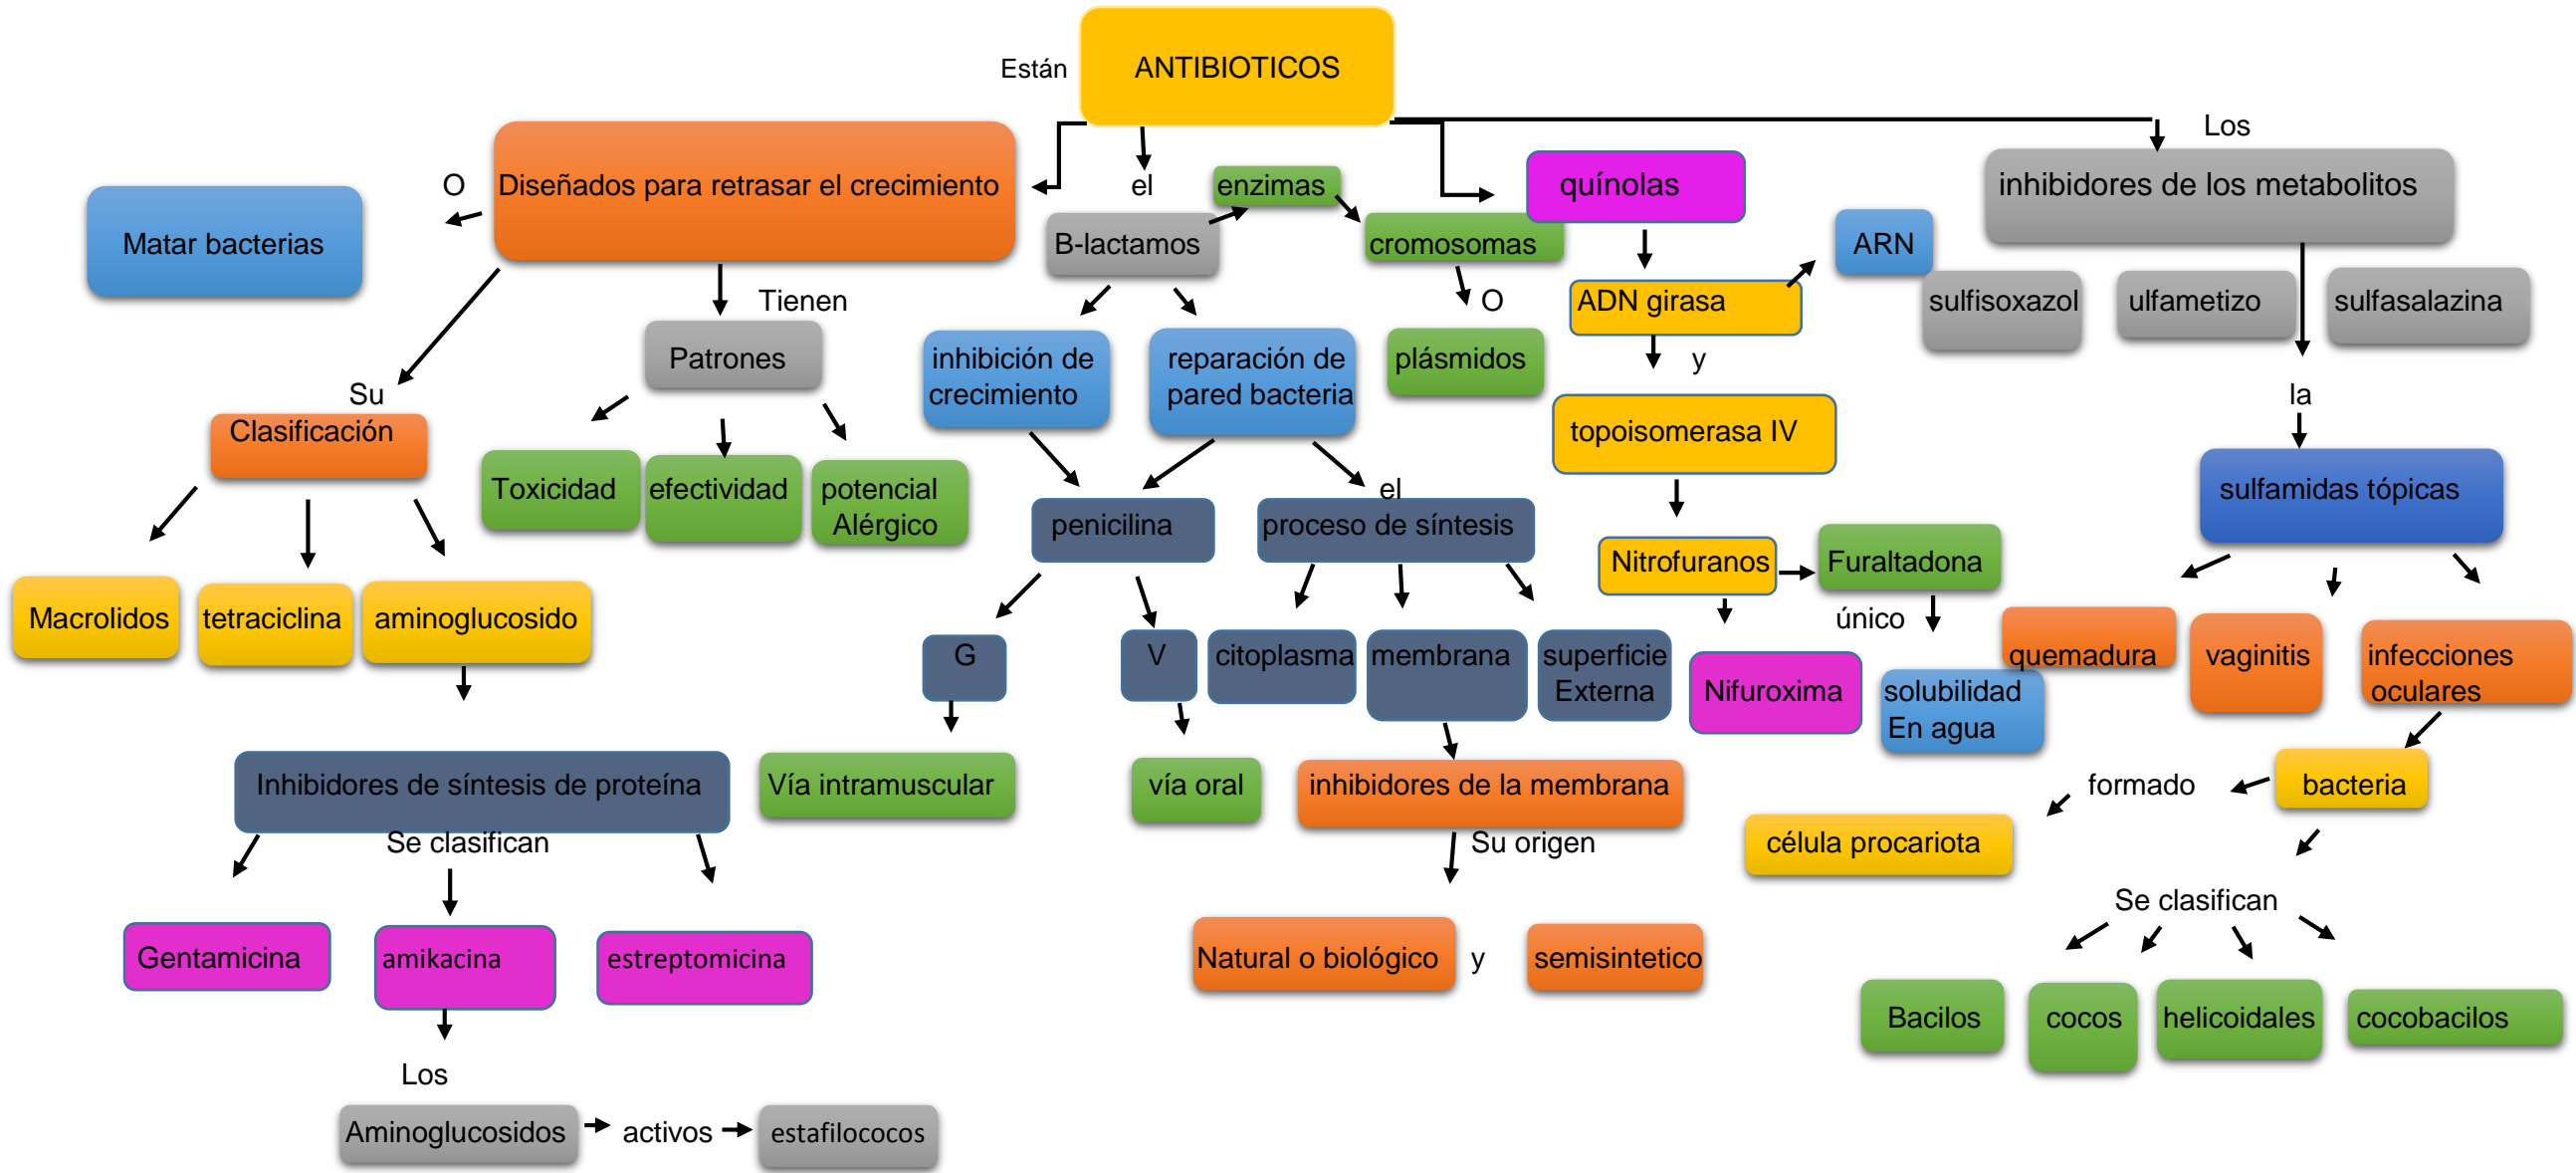 Están
ANTIBIOTICOS
Los
O
Diseñados para retrasar el crecimiento
el
enzimas
quínolas
inhibidores de los metabolitos
Matar bacterias
B-lactamos
cromosomas
ARN
Tienen
O
ADN girasa
sulfisoxazol
ulfametizo
sulfasalazina
Patrones
inhibición de
crecimiento
reparación de
pared bacteria
plásmidos
y
Su
la
Clasificación
topoisomerasa IV
Toxicidad
efectividad
potencial
Alérgico
el
sulfamidas tópicas
penicilina
proceso de síntesis
Nitrofuranos
Furaltadona
Macrolidos
tetraciclina
aminoglucosido
único
G
V
citoplasma
membrana
superficie
Externa
Nifuroxima
solubilidad
En agua
quemadura
vaginitis
infecciones
oculares
Inhibidores de síntesis de proteína
Vía intramuscular
vía oral
inhibidores de la membrana
formado
bacteria
Se clasifican
Su origen
célula procariota
Se clasifican
Gentamicina
amikacina
estreptomicina
Natural o biológico
y
semisintetico
Bacilos
cocos
helicoidales
cocobacilos
Los
Aminoglucosidos
activos
estafilococos